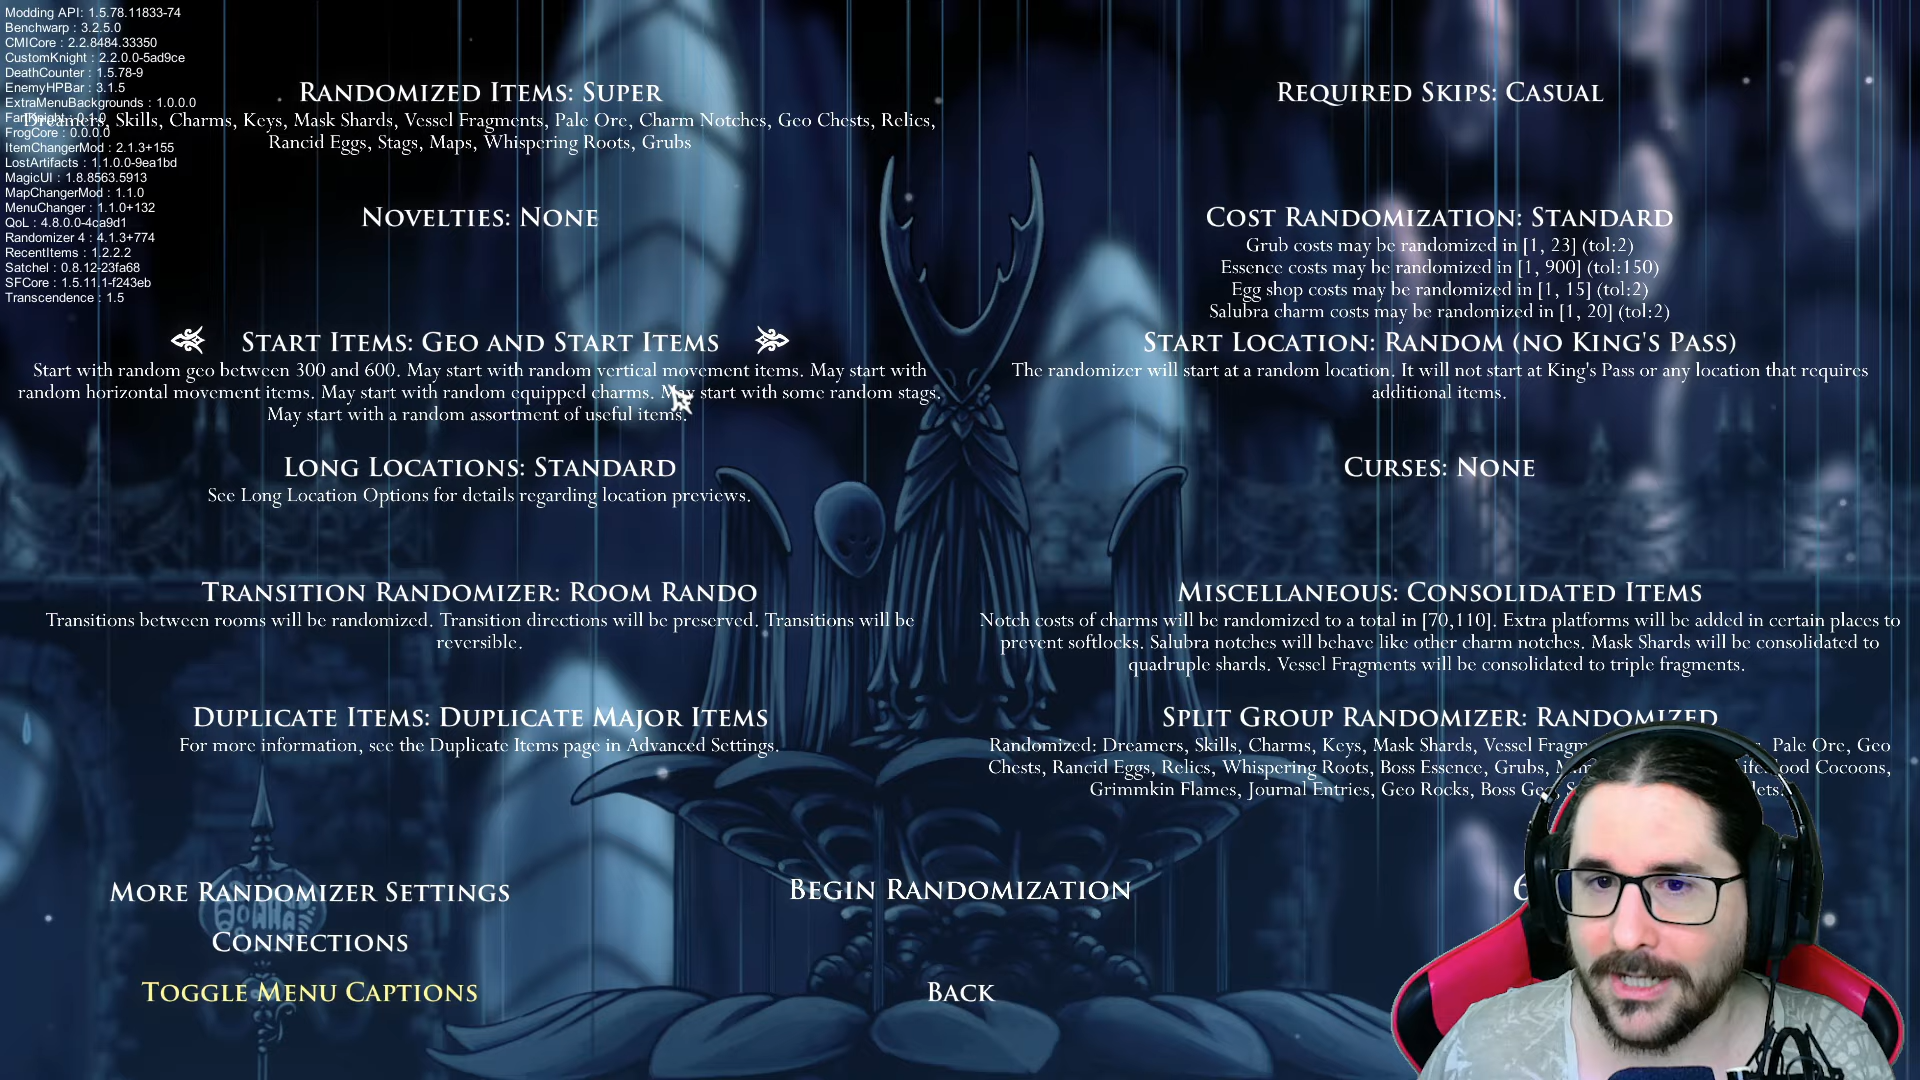 Modding API: 1.5.78.11833-74
Benchwarp : 3.2.5.0
CMICore : 2.2.8484.33350
CustomKnight : 2.2.0.0-5ad9ce
DeathCounter : 1.5.78-9
EnemyHPBar : 3.1.5
ExtraMenuBackgrounds : 1.0.0.0
FrogCore : 0.0.0.0
ItemChangerMod : 2.1.3+155
LostArtifacts : 1.1.0.0-9ea1bd
MagicUI : 1.8.8563.5913
MapChangerMod : 1.1.0
MenuChanger : 1.1.0+132
QoL : 4.8.0.0-4ca9d1
Randomizer 4 : 4.1.3+774
RecentItems : 1.2.2.2
Satchel : 0.8.12-23fa68
SFCore : 1.5.11.1-f243eb
Transcendence : 1.5
Randomized Items: Super
Dreamers, Skills, Charms, Keys, Mask Shards, Vessel Fragments, Pale Ore, Charm Notches, Geo Chests, Relics,
Rancid Eggs, Stags, Maps, Whispering Roots, Grubs
Required Skips: Casual
Novelties: None
Cost Randomization: Standard
Grub costs may be randomized in [1, 23] (tol:2)
Essence costs may be randomized in [1, 900] (tol:150)
Egg shop costs may be randomized in [1, 15] (tol:2)
Salubra charm costs may be randomized in [1, 20] (tol:2)
Start Items: Geo and Start Items
Start with random geo between 300 and 600. May start with random vertical movement items. May start with
random horizontal movement items. May start with random equipped charms. May start with some random stags.
May start with a random assortment of useful items.
Start Location: Random (no King's Pass)
The randomizer will start at a random location. It will not start at King's Pass or any location that requires
additional items.
Long Locations: Standard
See Long Location Options for details regarding location previews.
Curses: None
Transition Randomizer: Room Rando
Transitions between rooms will be randomized. Transition directions will be preserved. Transitions will be
reversible.
Miscellaneous: Consolidated Items
Notch costs of charms will be randomized to a total in [70,110]. Extra platforms will be added in certain places to
prevent softlocks. Salubra notches will behave like other charm notches. Mask Shards will be consolidated to
quadruple shards. Vessel Fragments will be consolidated to triple fragments.
Duplicate Items: Duplicate Major Items
For more information, see the Duplicate Items page in Advanced Settings.
Split Group Randomizer: Randomized
Randomized: Dreamers, Skills, Charms, Keys, Mask Shards, Vessel Pale Ore, Geo
Chests, Rancid Eggs, Relics, Whispering Roots, Boss Essence, Grubs, Cocoons,
Grimmkin Flames, Journal Entries, Geo Rocks, Boss
More Randomizer Settings
Begin Randomization
Connections
Toggle Menu Captions
Back